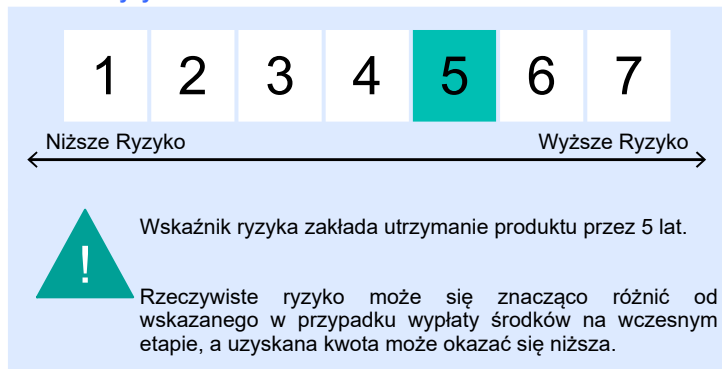 1 2 3 4 5 6 7
Niższe Ryzyko Wyższe Ryzyko
! Wskaźnik ryzyka zakłada utrzymanie produktu przez 5 lat.
Rzeczywiste ryzyko może się znacząco różnić od
wskazanego w przypadku wypłaty środków na wczesnym
etapie, a uzyskana kwota może okazać się niższa.